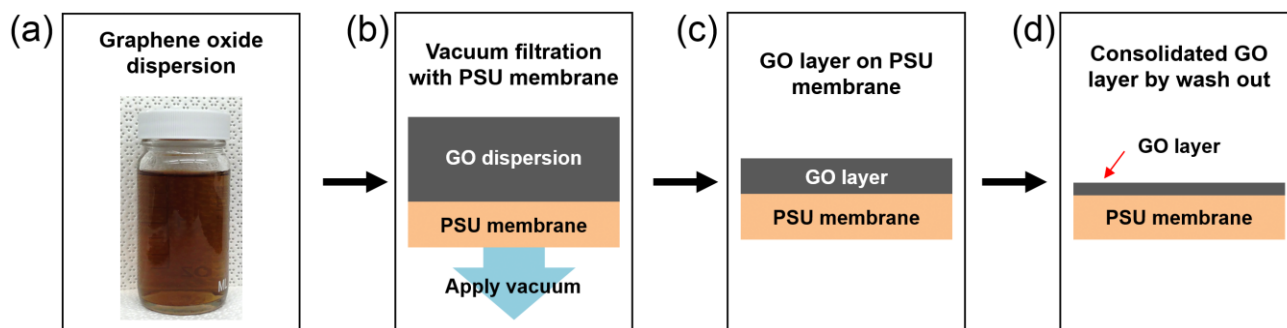 (a)
Graphene oxide
dispersion
(b)
Vacuum filtration
with PSU membrane
GO dispersion
PSU membrane
Apply vacuum
(c)
GO layer on PSU
membrane
GO layer
PSU membrane
(d)
Consolidated GO
layer by wash out
GO layer
PSU membrane